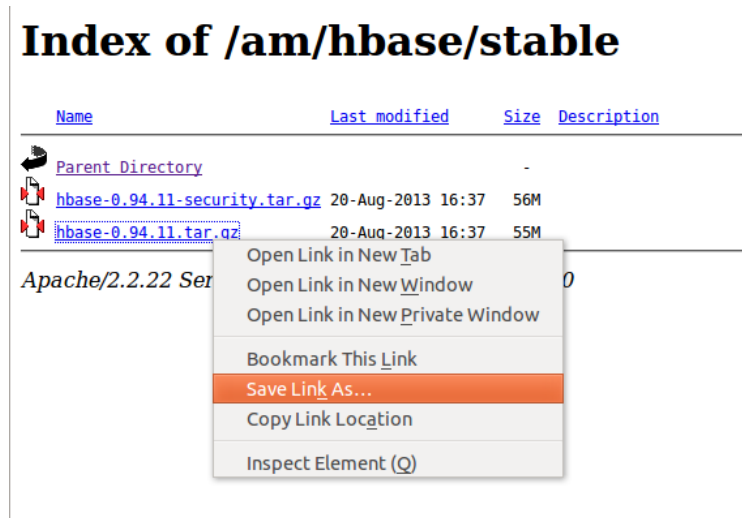 Index of /am/hbase/stable
Name Last modified Size Description
Parent Directory -
hbase-0.94.11-security.tar.gz 20-Aug-2013 16:37 56M
hbase-0.94.11.tar.gz 20-Aug-2013 16:37 55M
Apache/2.2.22 Ser 0
Open Link in New Tab
Open Link in New Window
Open Link in New Private Window
Bookmark This Link
Save Link As...
Copy Link Location
Inspect Element (Q)